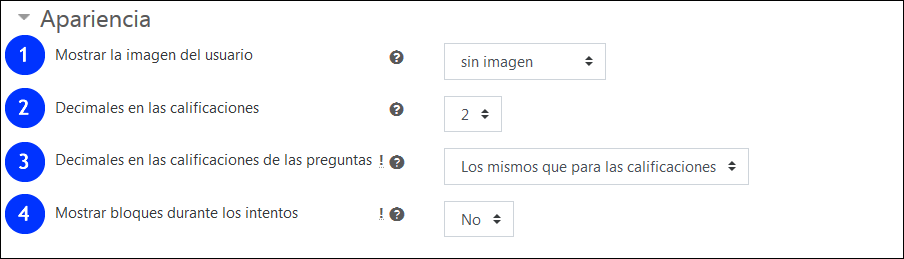 Apariencia
1 Mostrar la imagen del usuario ? sin imagen
2 Decimales en las calificaciones ? 2
3 Decimales en las calificaciones de las preguntas ! ? Los mismos que para las calificaciones
4 Mostrar bloques durante los intentos ! ? No